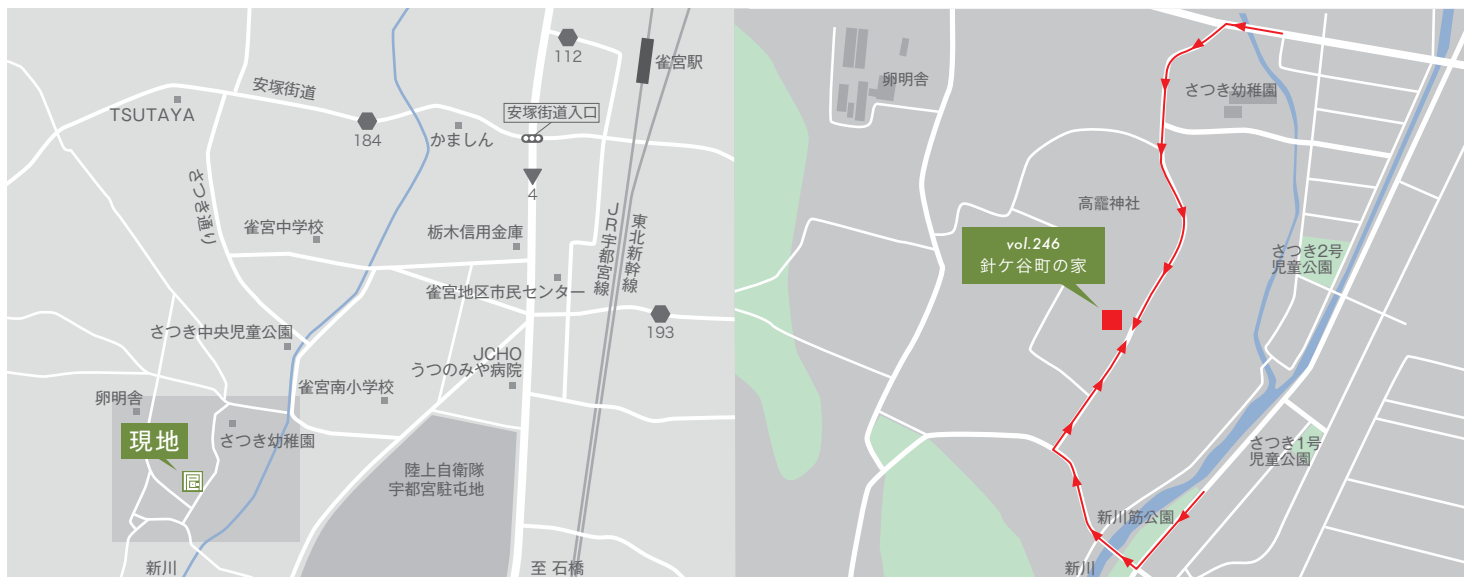 112
雀宮駅
安塚街道
TSUTAYA
安塚街道入口
184
かましん
4
さつき通り
雀宮中学校
栃木信用金庫
JR宇都宮線
東北新幹線
雀宮地区市民センター
193
さつき中央児童公園
JCHO
うつのみや病院
雀宮南小学校
卵明舎
現地
さつき幼稚園
陸上自衛隊
宇都宮駐屯地
新川
至 石橋
卵明舎
さつき幼稚園
高龗神社
vol.246
針ケ谷町の家
さつき2号
児童公園
さつき1号
児童公園
新川筋公園
新川